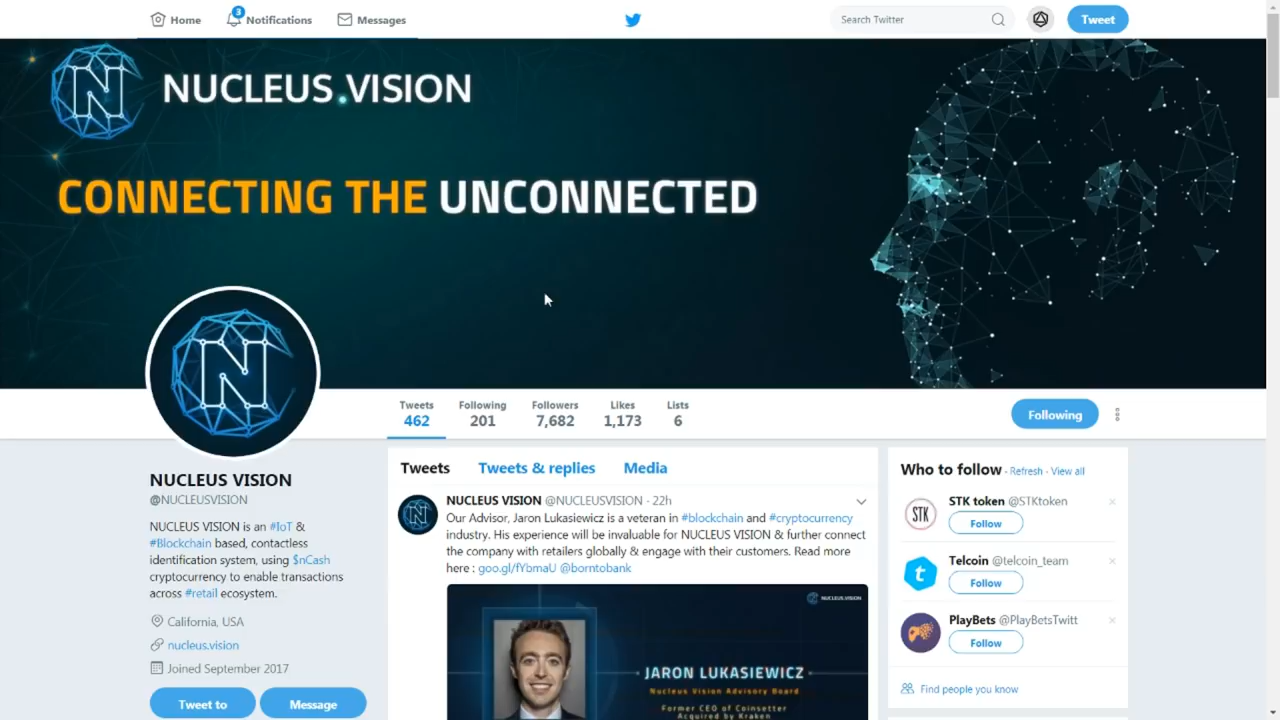 Home
3
Notifications
Messages
Search Twitter
Tweet
NUCLEUS.VISION
CONNECTING THE UNCONNECTED
Tweets
462
Following
201
Followers
7,682
Likes
1,173
Lists
6
Following
NUCLEUS VISION
@NUCLEUSVISION
NUCLEUS VISION is an #IoT &
#Blockchain based, contactless
identification system, using $nCash
cryptocurrency to enable transactions
across #retail ecosystem.
California, USA
nucleus.vision
Joined September 2017
Tweet to
Message
Tweets
Tweets & replies
Media
NUCLEUS VISION @NUCLEUSVISION · 22h
Our Advisor, Jaron Lukasiewicz is a veteran in #blockchain and #cryptocurrency
industry. His experience will be invaluable for NUCLEUS VISION & further connect
the company with retailers globally & engage with their customers. Read more
here : goo.gl/fYbmaU @borntobank
NUCLEUS.VISION
JARON LUKASIEWICZ
Nucleus Vision Advisory Board
Former CEO of Coinsetter
Acquired by Kraken
Who to follow · Refresh · View all
STK
STK token @STKtoken
Follow
Telcoin @telcoin_team
Follow
PlayBets @PlayBetsTwitt
Follow
Find people you know